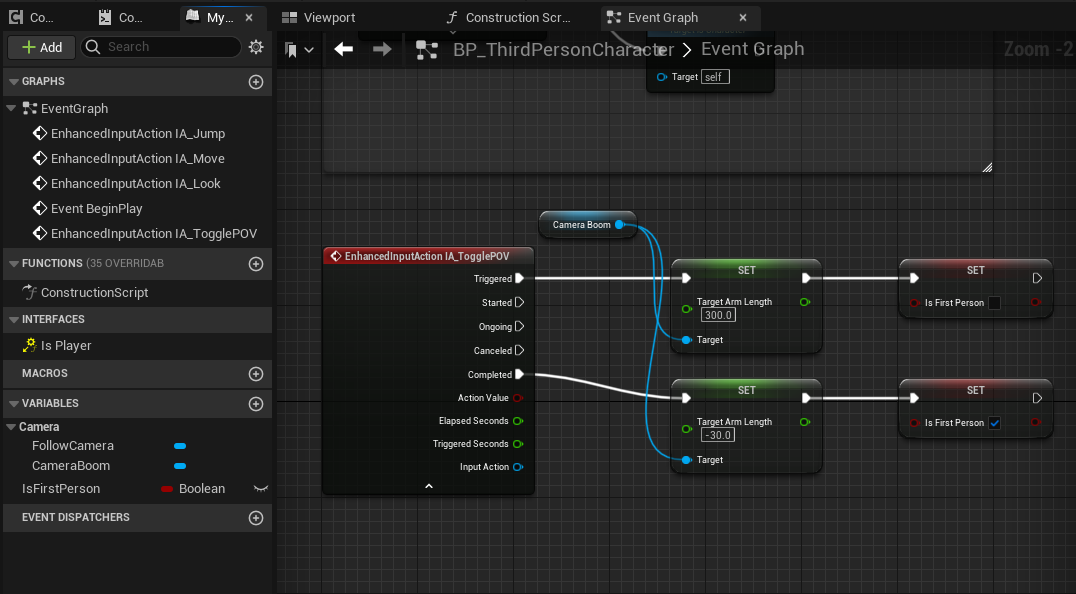 Co...
Co...
My...
Viewport
Construction Scr...
Event Graph
Add
Search
BP_ThirdPersonCharacter
Event Graph
Zoom -2
GRAPHS
EventGraph
EnhancedInputAction IA_Jump
EnhancedInputAction IA_Move
EnhancedInputAction IA_Look
Event BeginPlay
EnhancedInputAction IA_TogglePOV
FUNCTIONS (35 OVERRIDAB
ConstructionScript
INTERFACES
Is Player
MACROS
VARIABLES
Camera
FollowCamera
CameraBoom
IsFirstPerson
Boolean
EVENT DISPATCHERS
Target self
Camera Boom
EnhancedInputAction IA_TogglePOV
Triggered
Started
Ongoing
Canceled
Completed
Action Value
Elapsed Seconds
Triggered Seconds
Input Action
SET
Target Arm Length
300.0
Target
SET
Is First Person
SET
Target Arm Length
-30.0
Target
SET
Is First Person